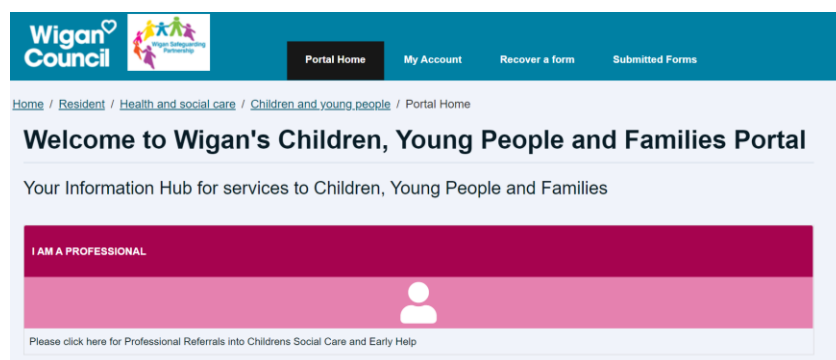 Wigan♡
Council
Wigan Safeguarding
Partnership
Portal Home My Account Recover a form Submitted Forms
Home / Resident / Health and social care / Children and young people / Portal Home
Welcome to Wigan's Children, Young People and Families Portal
Your Information Hub for services to Children, Young People and Families
I AM A PROFESSIONAL
Please click here for Professional Referrals into Childrens Social Care and Early Help